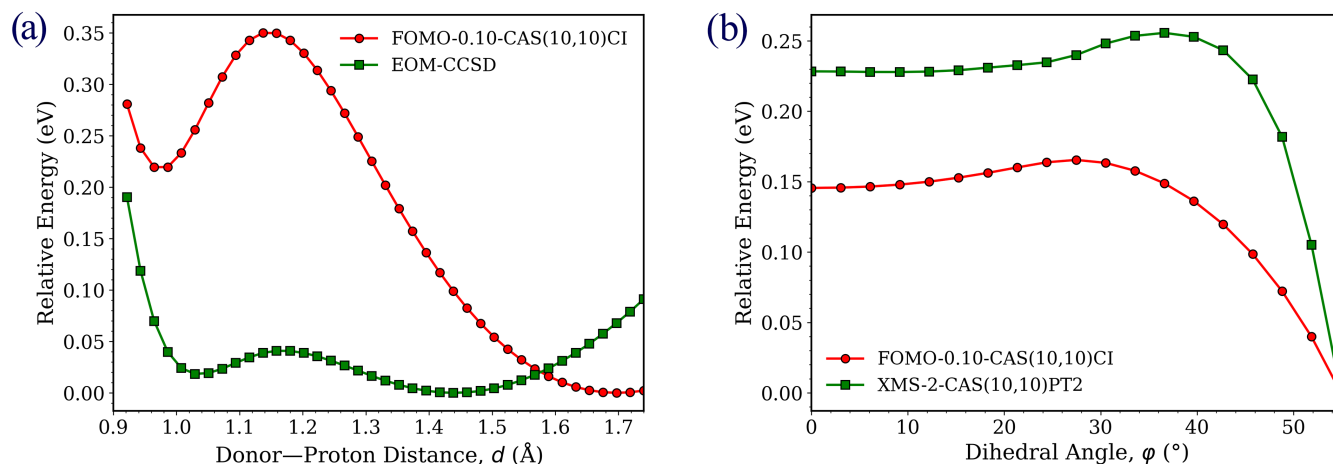 (a)
0.35
0.30
0.25
0.20
0.15
0.10
0.05
0.00
Relative Energy (eV)
FOMO-0.10-CAS(10,10)CI
EOM-CCSD
0.9 1.0 1.1 1.2 1.3 1.4 1.5 1.6 1.7
Donor—Proton Distance, d (Å)
(b)
0.25
0.20
0.15
0.10
0.05
0.00
Relative Energy (eV)
FOMO-0.10-CAS(10,10)CI
XMS-2-CAS(10,10)PT2
0 10 20 30 40 50
Dihedral Angle, φ (°)